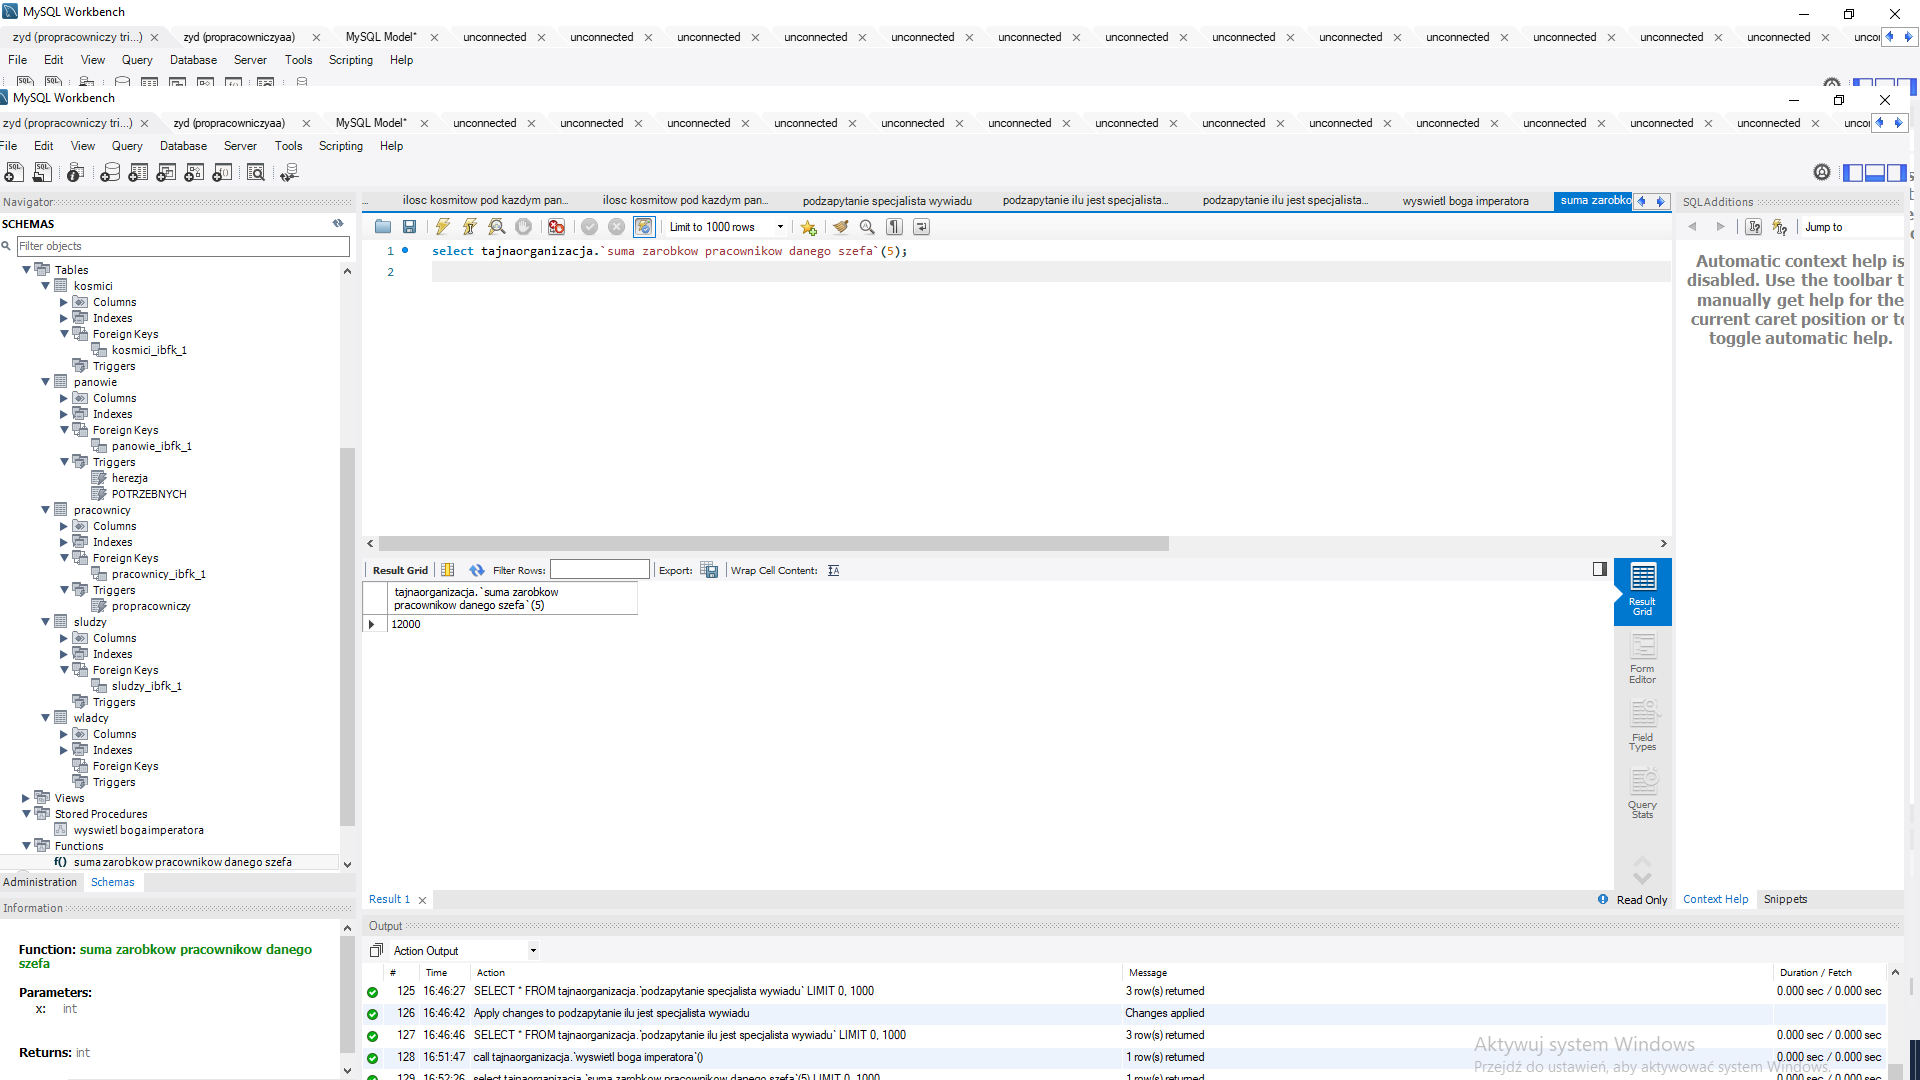 MySQL Workbench
zyd (propracowniczy tri...) zyd (propracowniczyaa) MySQL Model* unconnected unconnected unconnected unconnected unconnected unconnected unconnected unconnected unconnected unconnected unconnected unconnected unconnected uncor
File Edit View Query Database Server Tools Scripting Help
MySQL Workbench
zyd (propracowniczy tri...) zyd (propracowniczyaa) MySQL Model* unconnected unconnected unconnected unconnected unconnected unconnected unconnected unconnected unconnected unconnected unconnected unconnected unconnected uncor
File Edit View Query Database Server Tools Scripting Help
Navigator
SCHEMAS
Filter objects
Tables
kosmici
Columns
Indexes
Foreign Keys
kosmici_ibfk_1
Triggers
panowie
Columns
Indexes
Foreign Keys
panowie_ibfk_1
Triggers
herezja
POTRZEBNYCH
pracownicy
Columns
Indexes
Foreign Keys
pracownicy_ibfk_1
Triggers
propracowniczy
sludzy
Columns
Indexes
Foreign Keys
sludzy_ibfk_1
Triggers
wladcy
Columns
Indexes
Foreign Keys
Triggers
Views
Stored Procedures
wyswietl boga imperatora
Functions
f() suma zarobkow pracownikow danego szefa
Administration Schemas
Information
Function: suma zarobkow pracownikow danego
szefa
Parameters:
x: int
Returns: int
ilosc kosmitow pod kazdym pan... ilosc kosmitow pod kazdym pan... podzapytanie specjalista wywiadu podzapytanie ilu jest specjalista... podzapytanie ilu jest specjalista... wyswietl boga imperatora suma zarobko
Limit to 1000 rows
1 select tajnaorganizacja.`suma zarobkow pracownikow danego szefa`(5);
2
Result Grid Filter Rows: Export: Wrap Cell Content:
tajnaorganizacja.`suma zarobkow
pracownikow danego szefa`(5)
12000
Result
Grid
Form
Editor
Field
Types
Query
Stats
Result 1 Read Only
SQLAdditions
Jump to
Automatic context help is
disabled. Use the toolbar t
manually get help for the
current caret position or to
toggle automatic help.
Context Help Snippets
Output
Action Output
# Time Action Message Duration / Fetch
125 16:46:27 SELECT * FROM tajnaorganizacja.`podzapytanie specjalista wywiadu` LIMIT 0, 1000 3 row(s) returned 0.000 sec / 0.000 sec
126 16:46:42 Apply changes to podzapytanie ilu jest specjalista wywiadu Changes applied
127 16:46:46 SELECT * FROM tajnaorganizacja.`podzapytanie ilu jest specjalista wywiadu` LIMIT 0, 1000 3 row(s) returned 0.000 sec / 0.000 sec
128 16:51:47 call tajnaorganizacja.`wyswietl boga imperatora`() 1 row(s) returned 0.000 sec / 0.000 sec
129 16:52:26 select tajnaorganizacja.`suma zarobkow pracownikow danego szefa`(5) LIMIT 0, 1000 1 row(s) returned 0.000 sec / 0.000 sec
Aktywuj system Windows
Przejdź do ustawień, aby aktywować system Windows.